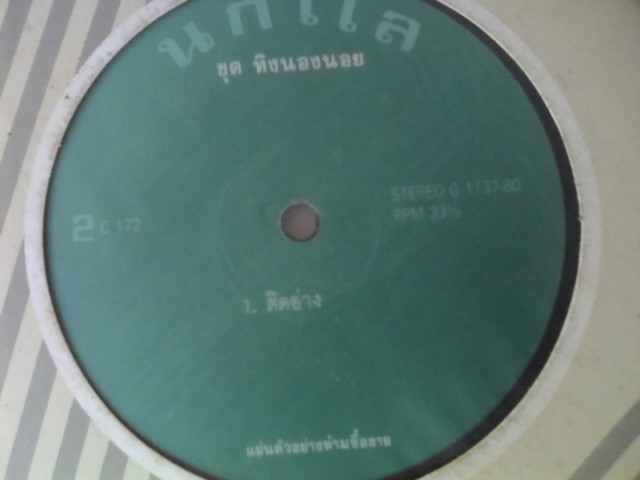 นกแล
ชุด ทิงนองนอย
STEREO G 1137-80
RPM 33⅓
2 C 172
1. ติดอ่าง
แผ่นตัวอย่างห้ามซื้อขาย